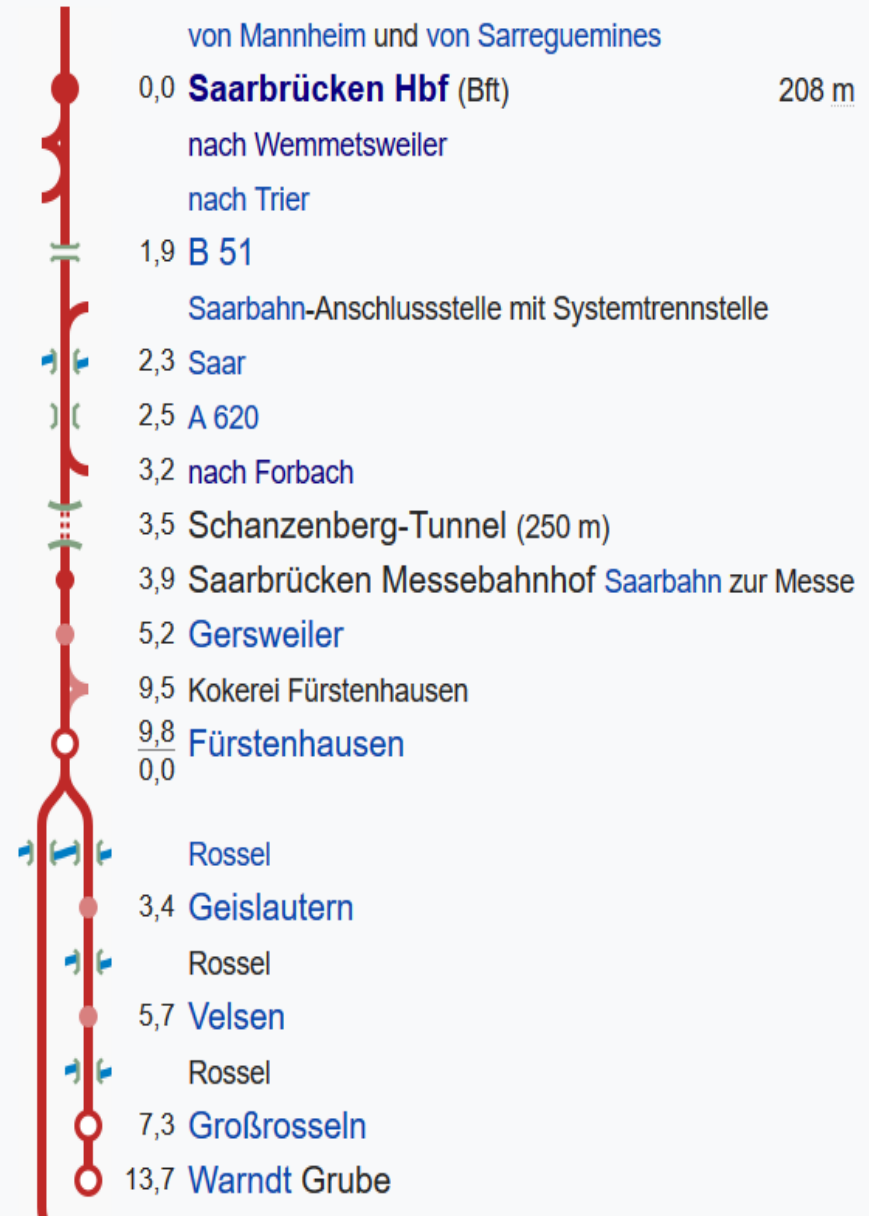 von Mannheim und von Sarreguemines
0,0 Saarbrücken Hbf (Bft) 208 m
nach Wemmetsweiler
nach Trier
1,9 B 51
Saarbahn-Anschlussstelle mit Systemtrennstelle
2,3 Saar
2,5 A 620
3,2 nach Forbach
3,5 Schanzenberg-Tunnel (250 m)
3,9 Saarbrücken Messebahnhof Saarbahn zur Messe
5,2 Gersweiler
9,5 Kokerei Fürstenhausen
9,8 Fürstenhausen
0,0
Rossel
3,4 Geislautern
Rossel
5,7 Velsen
Rossel
7,3 Großrosseln
13,7 Warndt Grube